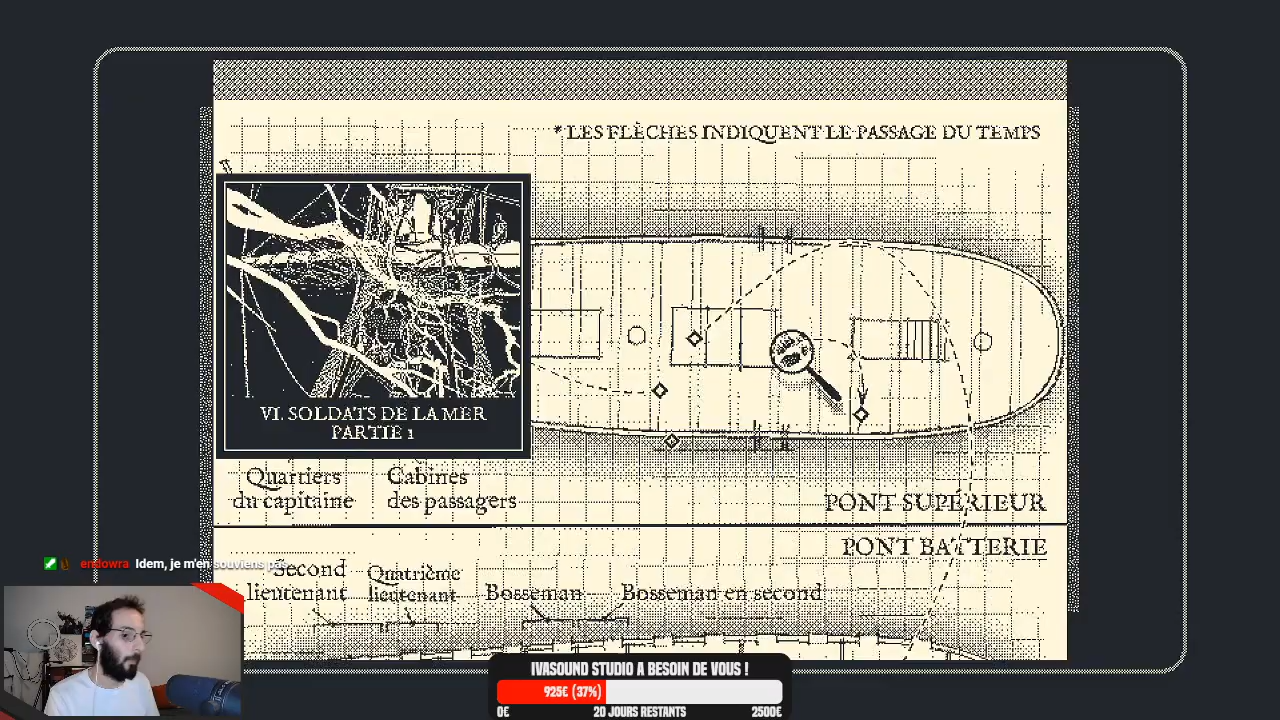 * LES FLÈCHES INDIQUENT LE PASSAGE DU TEMPS
VI. SOLDATS DE LA MER
PARTIE 1
Quartiers
du capitaine
Cabines
des passagers
PONT SUPÉRIEUR
PONT BATTERIE
endowra Idem, je m'en souviens pas
Second
lieutenant
Quatrième
lieutenant
Bosseman
Bosseman en second
IVASOUND STUDIO A BESOIN DE VOUS !
925€ (37%)
0€
20 JOURS RESTANTS
2500€